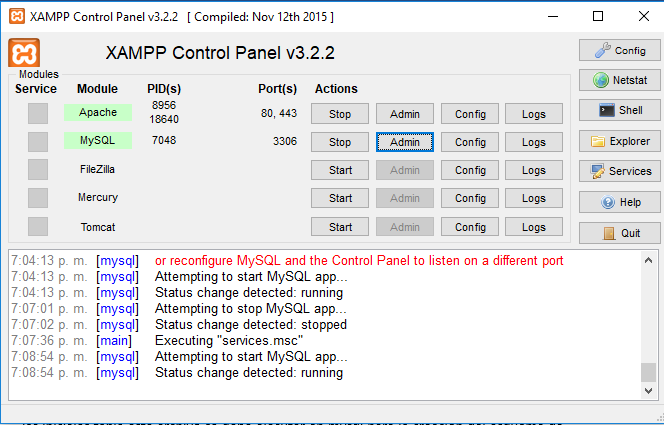 XAMPP Control Panel v3.2.2 [ Compiled: Nov 12th 2015 ]
XAMPP Control Panel v3.2.2
Config
Modules
Service Module PID(s) Port(s) Actions
Netstat
Apache 8956 18640 80, 443 Stop Admin Config Logs
Shell
MySQL 7048 3306 Stop Admin Config Logs
Explorer
FileZilla Start Admin Config Logs
Services
Mercury Start Admin Config Logs
Help
Tomcat Start Admin Config Logs
Quit
7:04:13 p. m. [mysql] or reconfigure MySQL and the Control Panel to listen on a different port
7:04:13 p. m. [mysql] Attempting to start MySQL app...
7:04:13 p. m. [mysql] Status change detected: running
7:07:01 p. m. [mysql] Attempting to stop MySQL app...
7:07:02 p. m. [mysql] Status change detected: stopped
7:07:36 p. m. [main] Executing "services.msc"
7:08:54 p. m. [mysql] Attempting to start MySQL app...
7:08:54 p. m. [mysql] Status change detected: running